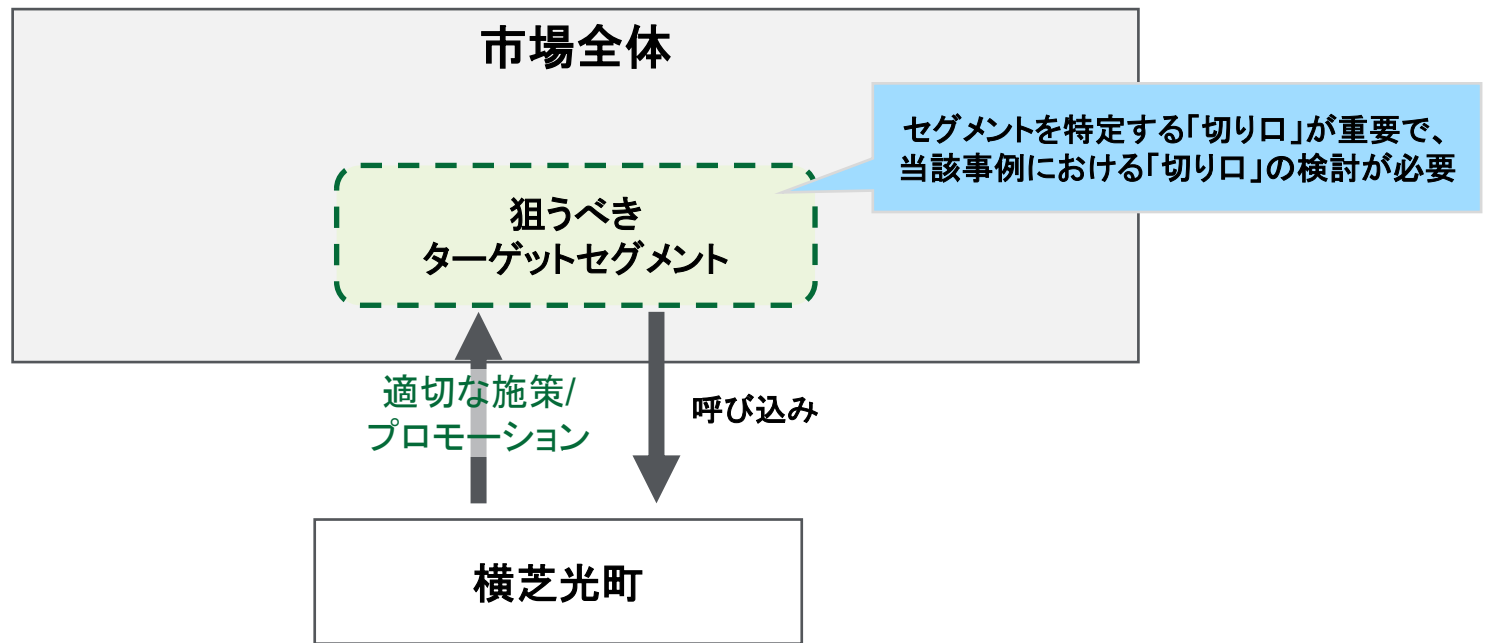 市場全体
セグメントを特定する「切り口」が重要で、
当該事例における「切り口」の検討が必要
狙うべき
ターゲットセグメント
適切な施策/
プロモーション
呼び込み
横芝光町